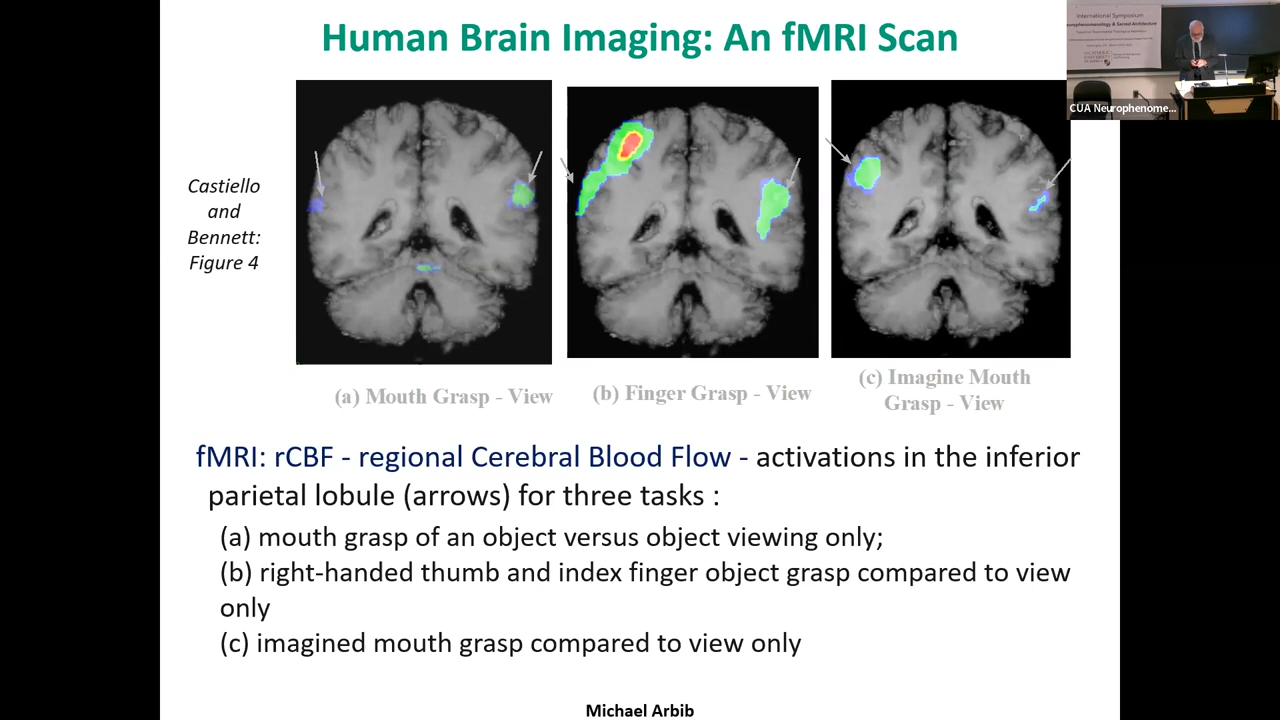 Human Brain Imaging: An fMRI Scan
International Symposium
CUA Neurophenome...
Castiello
and
Bennett:
Figure 4
(a) Mouth Grasp - View
(b) Finger Grasp - View
(c) Imagine Mouth
Grasp - View
fMRI: rCBF - regional Cerebral Blood Flow - activations in the inferior
parietal lobule (arrows) for three tasks :
(a) mouth grasp of an object versus object viewing only;
(b) right-handed thumb and index finger object grasp compared to view
only
(c) imagined mouth grasp compared to view only
Michael Arbib